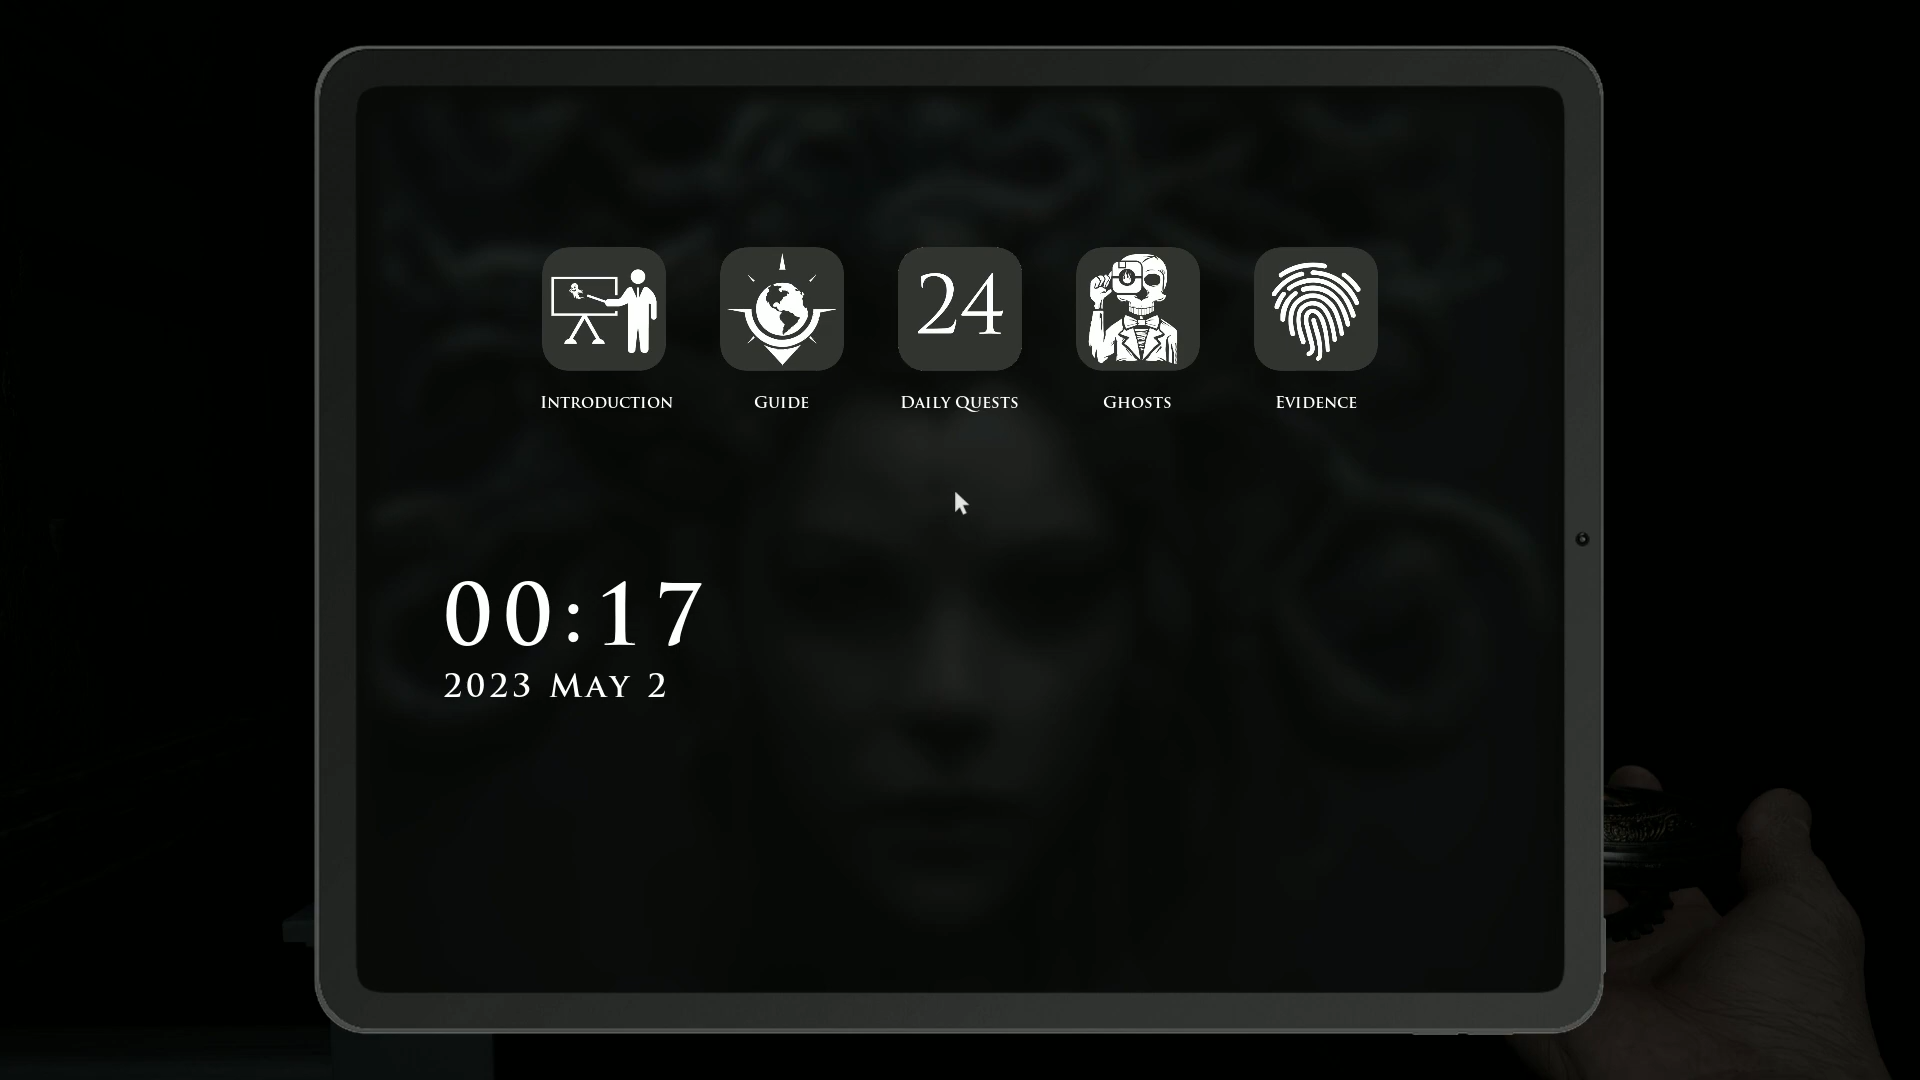 24
Introduction
Guide
Daily Quests
Ghosts
Evidence
00:17
2023 May 2